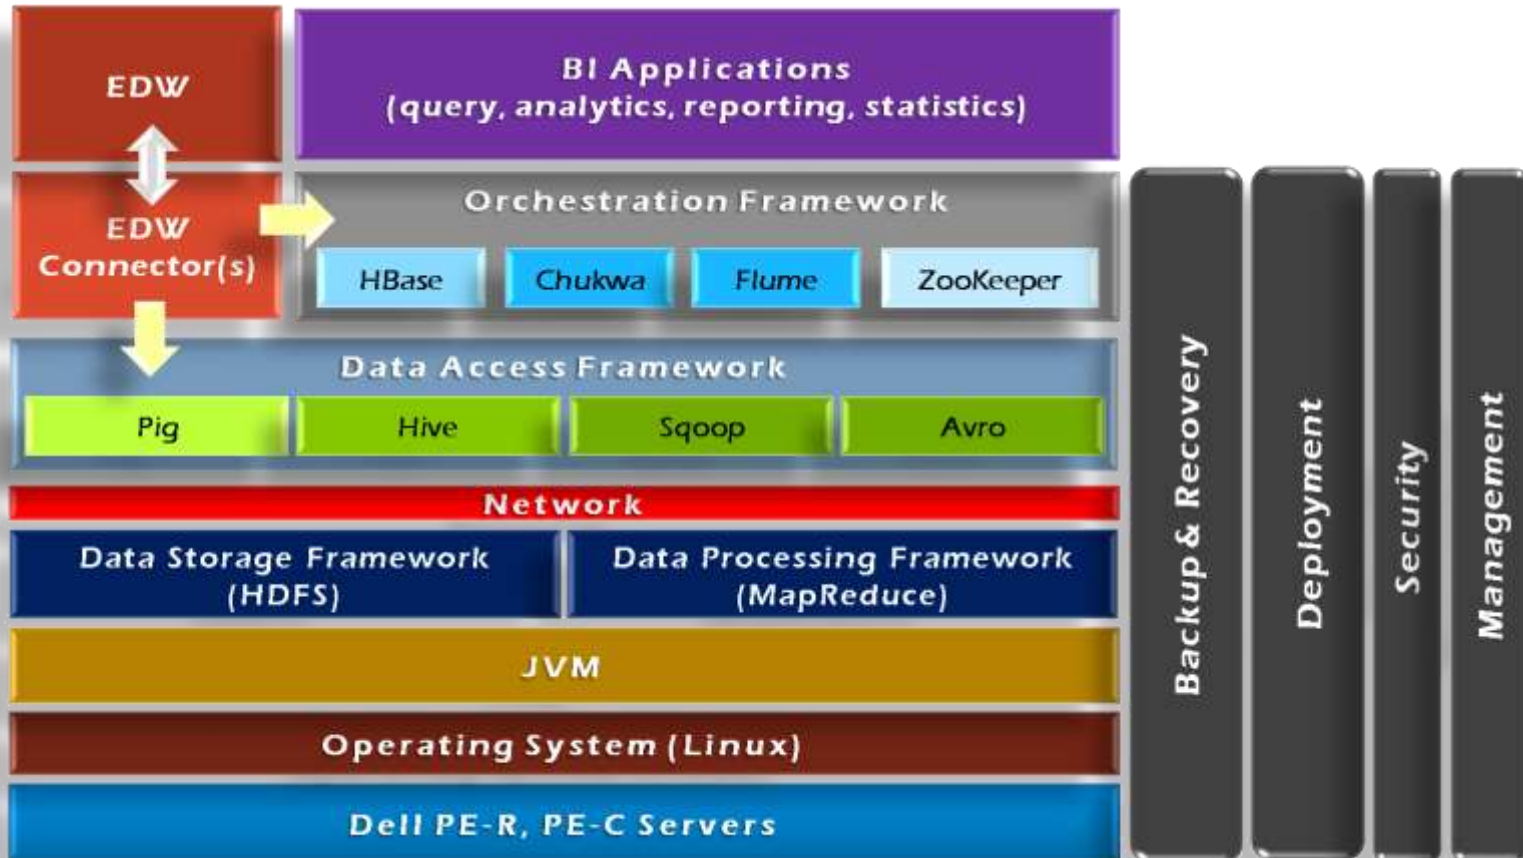 EDW
BI Applications
(query, analytics, reporting, statistics)
EDW
Connector(s)
Orchestration Framework
HBase
Chukwa
Flume
ZooKeeper
Data Access Framework
Pig
Hive
Sqoop
Avro
Network
Data Storage Framework
(HDFS)
Data Processing Framework
(MapReduce)
JVM
Operating System (Linux)
Dell PE-R, PE-C Servers
Backup & Recovery
Deployment
Security
Management